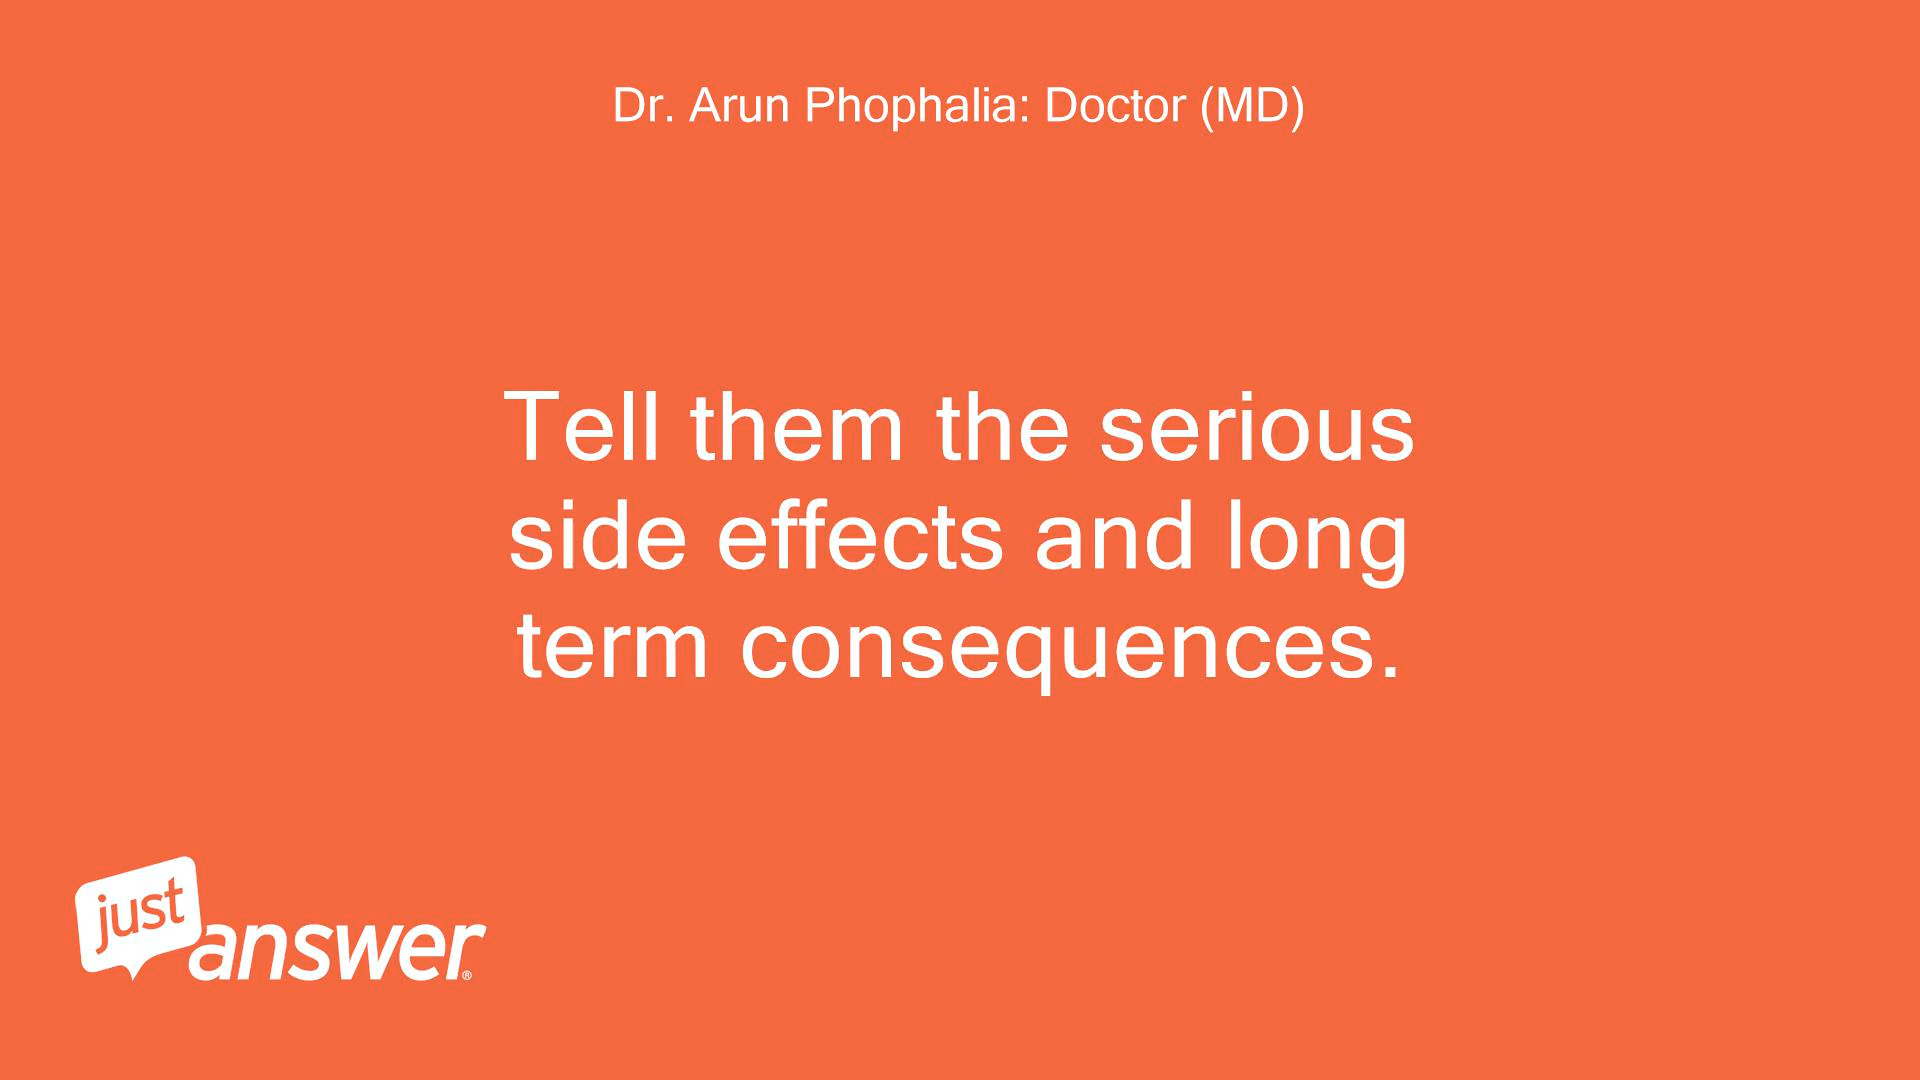 Dr. Arun Phophalia: Doctor (MD)
Tell them the serious
side effects and long
term consequences.
just
answer®